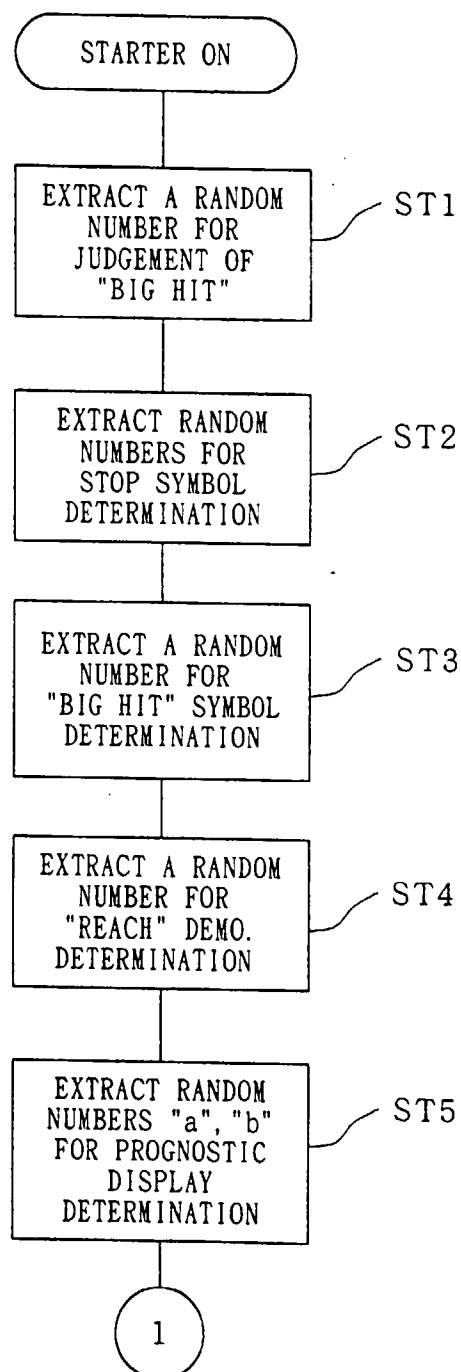 STARTER ON
EXTRACT A RANDOM
NUMBER FOR
JUDGEMENT OF
"BIG HIT"
ST1
EXTRACT RANDOM
NUMBERS FOR
STOP SYMBOL
DETERMINATION
ST2
EXTRACT A RANDOM
NUMBER FOR
"BIG HIT" SYMBOL
DETERMINATION
ST3
EXTRACT A RANDOM
NUMBER FOR
"REACH" DEMO.
DETERMINATION
ST4
EXTRACT RANDOM
NUMBERS "a", "b"
FOR PROGNOSTIC
DISPLAY
DETERMINATION
ST5
1